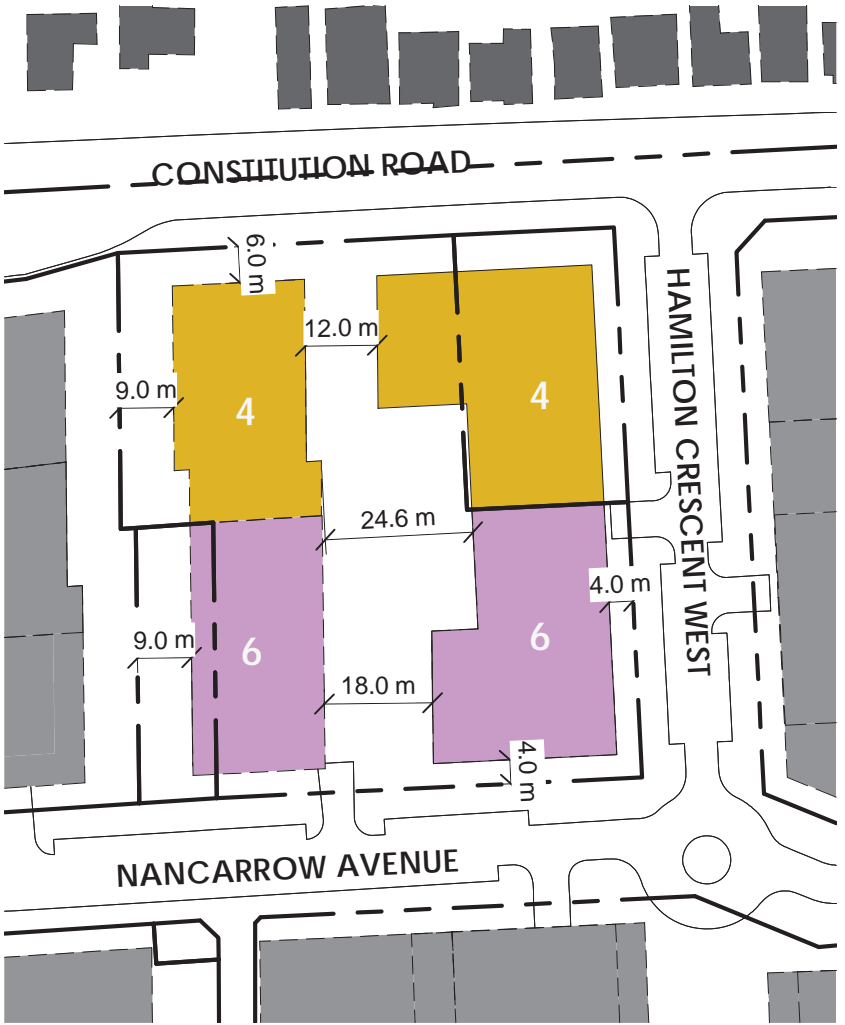 CONSTITUTION ROAD
6.0 m
12.0 m
9.0 m
4
4
HAMILTON CRESCENT WEST
24.6 m
4.0 m
9.0 m
6
6
18.0 m
4.0 m
NANCARROW AVENUE